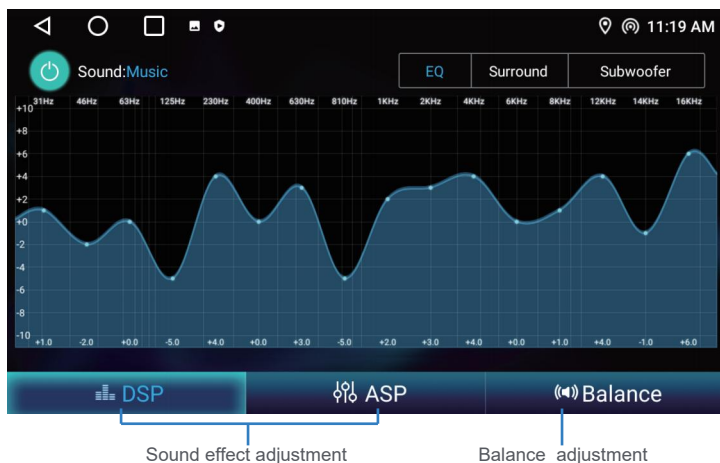 11:19 AM
Sound:Music EQ Surround Subwoofer
31Hz 46Hz 63Hz 125Hz 230Hz 400Hz 630Hz 810Hz 1KHz 2KHz 4KHz 6KHz 8KHz 12KHz 14KHz 16KHz
+10
+8
+6
+4
+2
+0
-2
-4
-6
-8
-10
+1.0 -2.0 +0.0 -5.0 +4.0 +0.0 +3.0 -5.0 +2.0 +3.0 +4.0 +0.0 +1.0 +4.0 -1.0 +6.0
DSP ASP Balance
Sound effect adjustment Balance adjustment